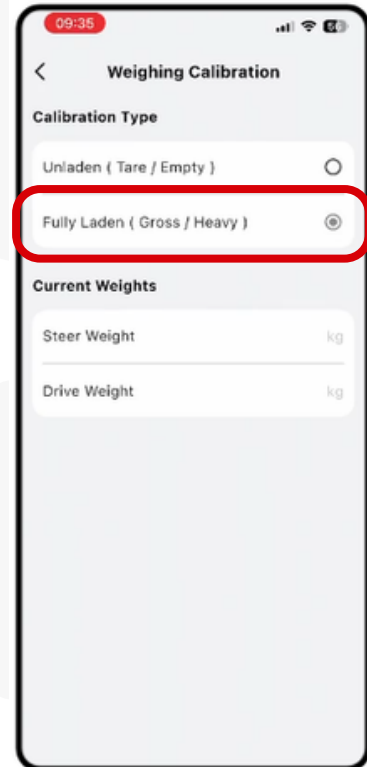 09:35
Weighing Calibration
Calibration Type
Unladen ( Tare / Empty )
Fully Laden ( Gross / Heavy )
Current Weights
Steer Weight kg
Drive Weight kg